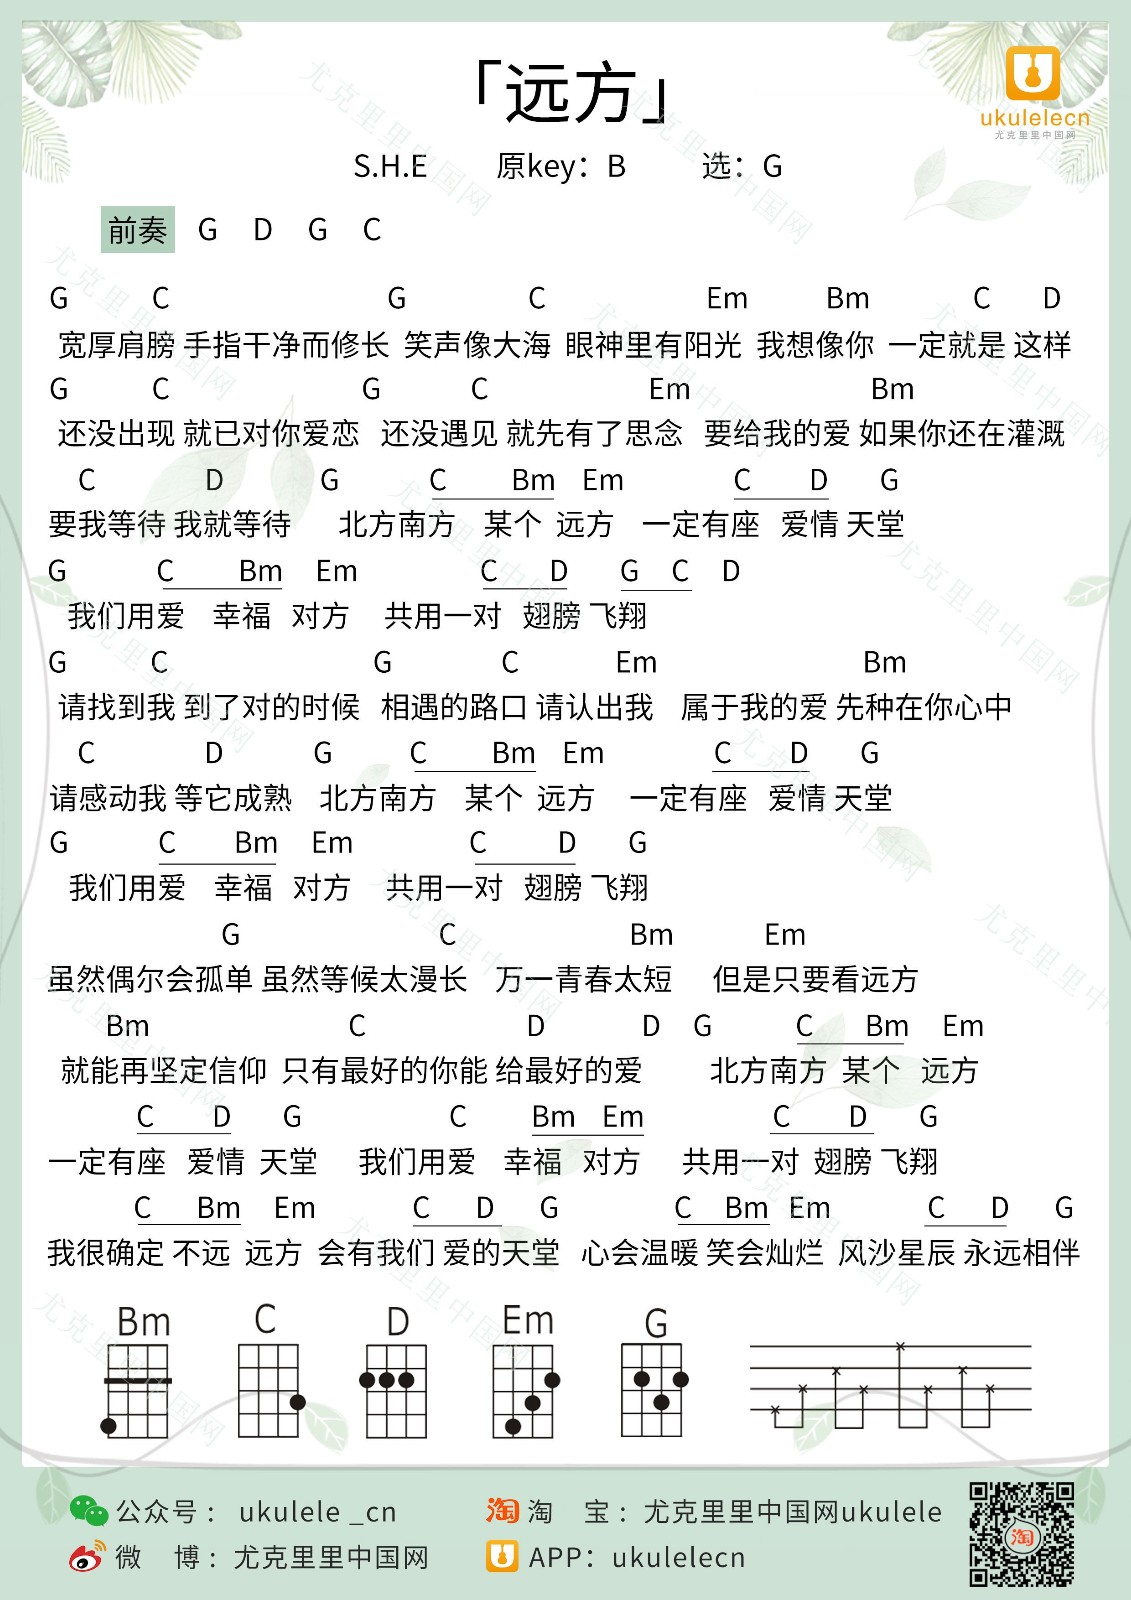 「远方」
ukulelecn
尤克里里中国网
S.H.E 原key：B 选：G
前奏 G D G C
G C G C Em Bm C D
宽厚肩膀 手指干净而修长 笑声像大海 眼神里有阳光 我想像你 一定就是 这样
G C G C Em Bm
还没出现 就已对你爱恋 还没遇见 就先有了思念 要给我的爱 如果你还在灌溉
C D G C Bm Em C D G
要我等待 我就等待 北方南方 某个 远方 一定有座 爱情 天堂
G C Bm Em C D G C D
我们用爱 幸福 对方 共用一对 翅膀 飞翔
G C G C Em Bm
请找到我 到了对的时候 相遇的路口 请认出我 属于我的爱 先种在你心中
C D G C Bm Em C D G
请感动我 等它成熟 北方南方 某个 远方 一定有座 爱情 天堂
G C Bm Em C D G
我们用爱 幸福 对方 共用一对 翅膀 飞翔
G C Bm Em
虽然偶尔会孤单 虽然等候太漫长 万一青春太短 但是只要看远方
Bm C D D G C Bm Em
就能再坚定信仰 只有最好的你能 给最好的爱 北方南方 某个 远方
C D G C Bm Em C D G
一定有座 爱情 天堂 我们用爱 幸福 对方 共用一对 翅膀 飞翔
C Bm Em C D G C Bm Em C D G
我很确定 不远 远方 会有我们 爱的天堂 心会温暖 笑会灿烂 风沙星辰 永远相伴
Bm C D Em G
公众号： ukulele _cn 淘 淘 宝：尤克里里中国网ukulele
微 博：尤克里里中国网 APP：ukulelecn
淘